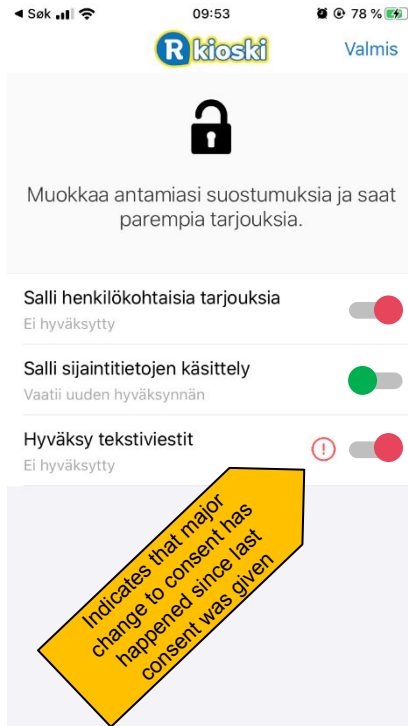 ◀ Søk 09:53 78 %
R kioski Valmis
Muokkaa antamiasi suostumuksia ja saat
parempia tarjouksia.
Salli henkilökohtaisia tarjouksia
Ei hyväksytty
Salli sijaintitietojen käsittely
Vaatii uuden hyväksynnän
Hyväksy tekstiviestit
Ei hyväksytty
Indicates that major
change to consent has
happened since last
consent was given